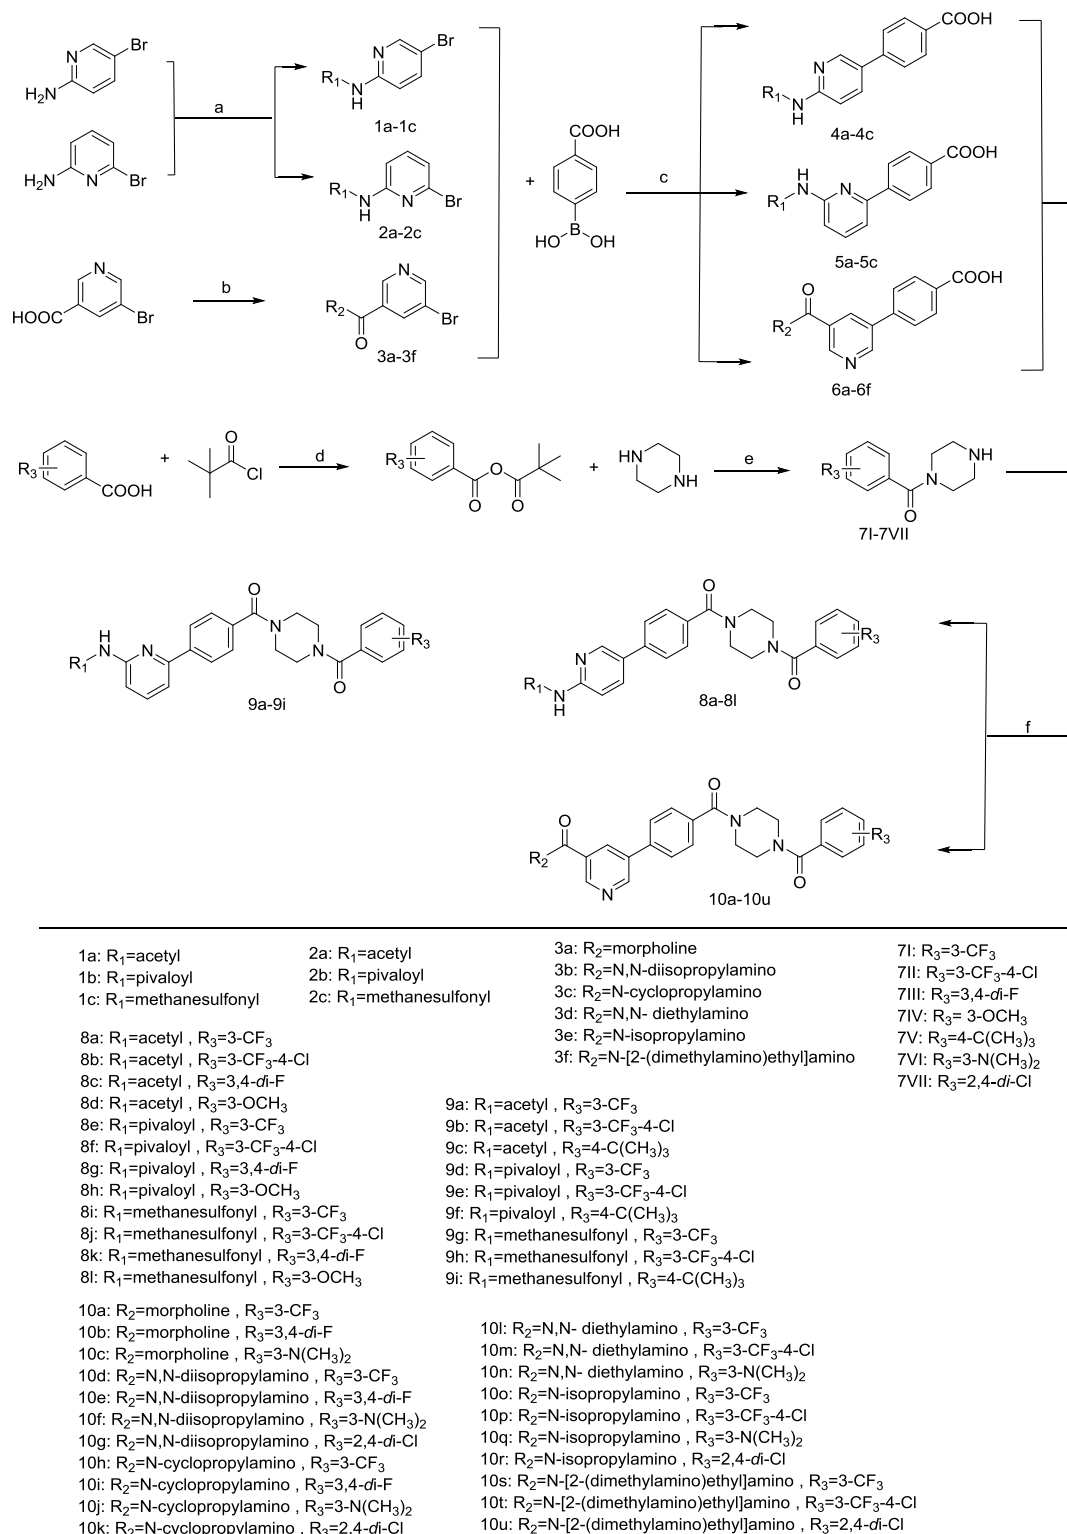 N
Br
H₂N
H₂N
N
Br
a
R₁
N
H
N
Br
1a-1c
R₁
N
H
N
Br
2a-2c
HOOC
N
Br
b
R₂
O
N
Br
3a-3f
+
COOH
B
HO
OH
c
R₁
N
H
N
COOH
4a-4c
H
N
R₁
N
COOH
5a-5c
O
R₂
N
COOH
6a-6f
R₃
COOH
+
O
Cl
d
R₃
O
O
O
+
HN
NH
e
R₃
O
N
NH
7I-7VII
H
N
R₁
N
O
N
N
O
R₃
9a-9i
R₁
N
H
N
O
N
N
O
R₃
8a-8l
f
O
R₂
N
O
N
N
O
R₃
10a-10u
1a: R₁=acetyl
1b: R₁=pivaloyl
1c: R₁=methanesulfonyl
2a: R₁=acetyl
2b: R₁=pivaloyl
2c: R₁=methanesulfonyl
3a: R₂=morpholine
3b: R₂=N,N-diisopropylamino
3c: R₂=N-cyclopropylamino
3d: R₂=N,N- diethylamino
3e: R₂=N-isopropylamino
3f: R₂=N-[2-(dimethylamino)ethyl]amino
7I: R₃=3-CF₃
7II: R₃=3-CF₃-4-Cl
7III: R₃=3,4-di-F
7IV: R₃= 3-OCH₃
7V: R₃=4-C(CH₃)₃
7VI: R₃=3-N(CH₃)₂
7VII: R₃=2,4-di-Cl
8a: R₁=acetyl , R₃=3-CF₃
8b: R₁=acetyl , R₃=3-CF₃-4-Cl
8c: R₁=acetyl , R₃=3,4-di-F
8d: R₁=acetyl , R₃=3-OCH₃
8e: R₁=pivaloyl , R₃=3-CF₃
8f: R₁=pivaloyl , R₃=3-CF₃-4-Cl
8g: R₁=pivaloyl , R₃=3,4-di-F
8h: R₁=pivaloyl , R₃=3-OCH₃
8i: R₁=methanesulfonyl , R₃=3-CF₃
8j: R₁=methanesulfonyl , R₃=3-CF₃-4-Cl
8k: R₁=methanesulfonyl , R₃=3,4-di-F
8l: R₁=methanesulfonyl , R₃=3-OCH₃
9a: R₁=acetyl , R₃=3-CF₃
9b: R₁=acetyl , R₃=3-CF₃-4-Cl
9c: R₁=acetyl , R₃=4-C(CH₃)₃
9d: R₁=pivaloyl , R₃=3-CF₃
9e: R₁=pivaloyl , R₃=3-CF₃-4-Cl
9f: R₁=pivaloyl , R₃=4-C(CH₃)₃
9g: R₁=methanesulfonyl , R₃=3-CF₃
9h: R₁=methanesulfonyl , R₃=3-CF₃-4-Cl
9i: R₁=methanesulfonyl , R₃=4-C(CH₃)₃
10a: R₂=morpholine , R₃=3-CF₃
10b: R₂=morpholine , R₃=3,4-di-F
10c: R₂=morpholine , R₃=3-N(CH₃)₂
10d: R₂=N,N-diisopropylamino , R₃=3-CF₃
10e: R₂=N,N-diisopropylamino , R₃=3,4-di-F
10f: R₂=N,N-diisopropylamino , R₃=3-N(CH₃)₂
10g: R₂=N,N-diisopropylamino , R₃=2,4-di-Cl
10h: R₂=N-cyclopropylamino , R₃=3-CF₃
10i: R₂=N-cyclopropylamino , R₃=3,4-di-F
10j: R₂=N-cyclopropylamino , R₃=3-N(CH₃)₂
10k: R₂=N-cyclopropylamino , R₃=2,4-di-Cl
10l: R₂=N,N- diethylamino , R₃=3-CF₃
10m: R₂=N,N- diethylamino , R₃=3-CF₃-4-Cl
10n: R₂=N,N- diethylamino , R₃=3-N(CH₃)₂
10o: R₂=N-isopropylamino , R₃=3-CF₃
10p: R₂=N-isopropylamino , R₃=3-CF₃-4-Cl
10q: R₂=N-isopropylamino , R₃=3-N(CH₃)₂
10r: R₂=N-isopropylamino , R₃=2,4-di-Cl
10s: R₂=N-[2-(dimethylamino)ethyl]amino , R₃=3-CF₃
10t: R₂=N-[2-(dimethylamino)ethyl]amino , R₃=3-CF₃-4-Cl
10u: R₂=N-[2-(dimethylamino)ethyl]amino , R₃=2,4-di-Cl